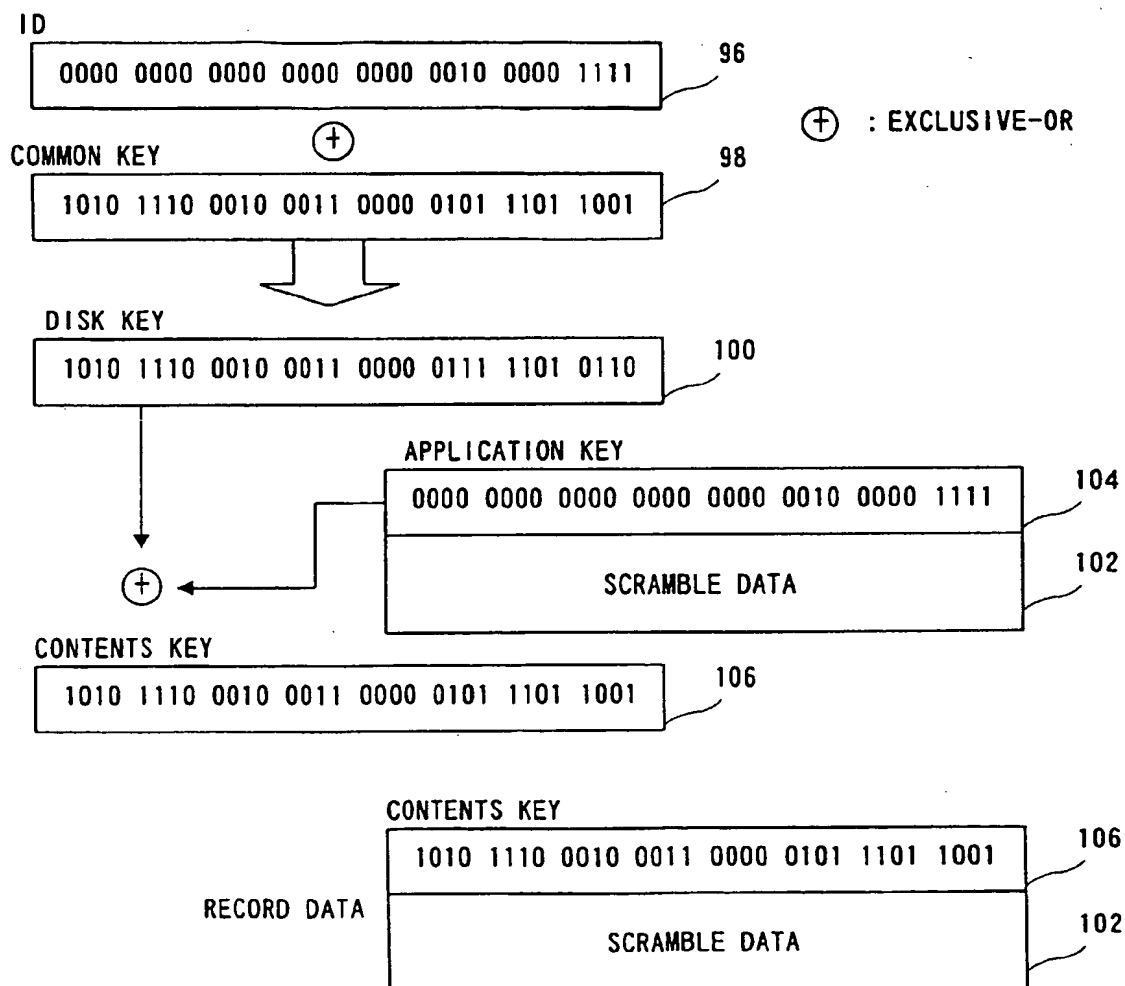 ID
0000 0000 0000 0000 0000 0010 0000 1111
96
+ : EXCLUSIVE-OR
+
COMMON KEY
98
1010 1110 0010 0011 0000 0101 1101 1001
DISK KEY
1010 1110 0010 0011 0000 0111 1101 0110
100
APPLICATION KEY
0000 0000 0000 0000 0000 0010 0000 1111
104
+
SCRAMBLE DATA
102
CONTENTS KEY
1010 1110 0010 0011 0000 0101 1101 1001
106
CONTENTS KEY
1010 1110 0010 0011 0000 0101 1101 1001
106
RECORD DATA
SCRAMBLE DATA
102